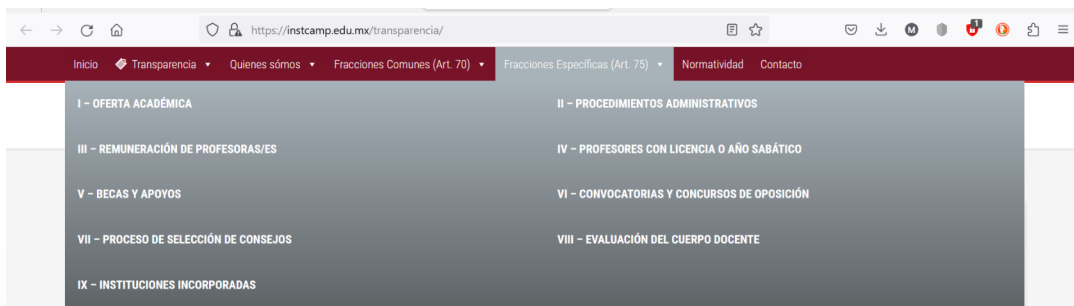 https://instcamp.edu.mx/transparencia/
1
Inicio Transparencia Quienes sómos Fracciones Comunes (Art. 70) Fracciones Específicas (Art. 75) Normatividad Contacto
I – OFERTA ACADÉMICA II – PROCEDIMIENTOS ADMINISTRATIVOS
III – REMUNERACIÓN DE PROFESORAS/ES IV – PROFESORES CON LICENCIA O AÑO SABÁTICO
V – BECAS Y APOYOS VI – CONVOCATORIAS Y CONCURSOS DE OPOSICIÓN
VII – PROCESO DE SELECCIÓN DE CONSEJOS VIII – EVALUACIÓN DEL CUERPO DOCENTE
IX – INSTITUCIONES INCORPORADAS